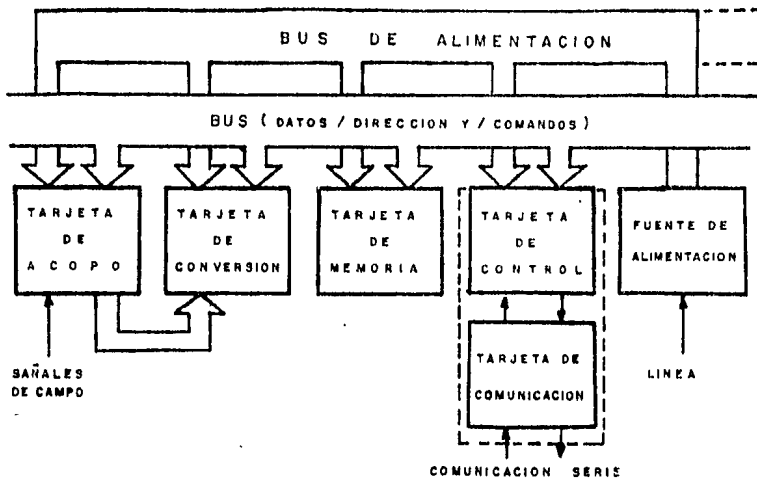 BUS DE ALIMENTACION
BUS ( DATOS / DIRECCION Y / COMANDOS )
TARJETA
DE
ACOPO
TARJETA
DE
CONVERSION
TARJETA
DE
MEMORIA
TARJETA
DE
CONTROL
FUENTE DE
ALIMENTACION
TARJETA DE
COMUNICACION
SAÑALES
DE CAMPO
LINEA
COMUNICACION SERIE